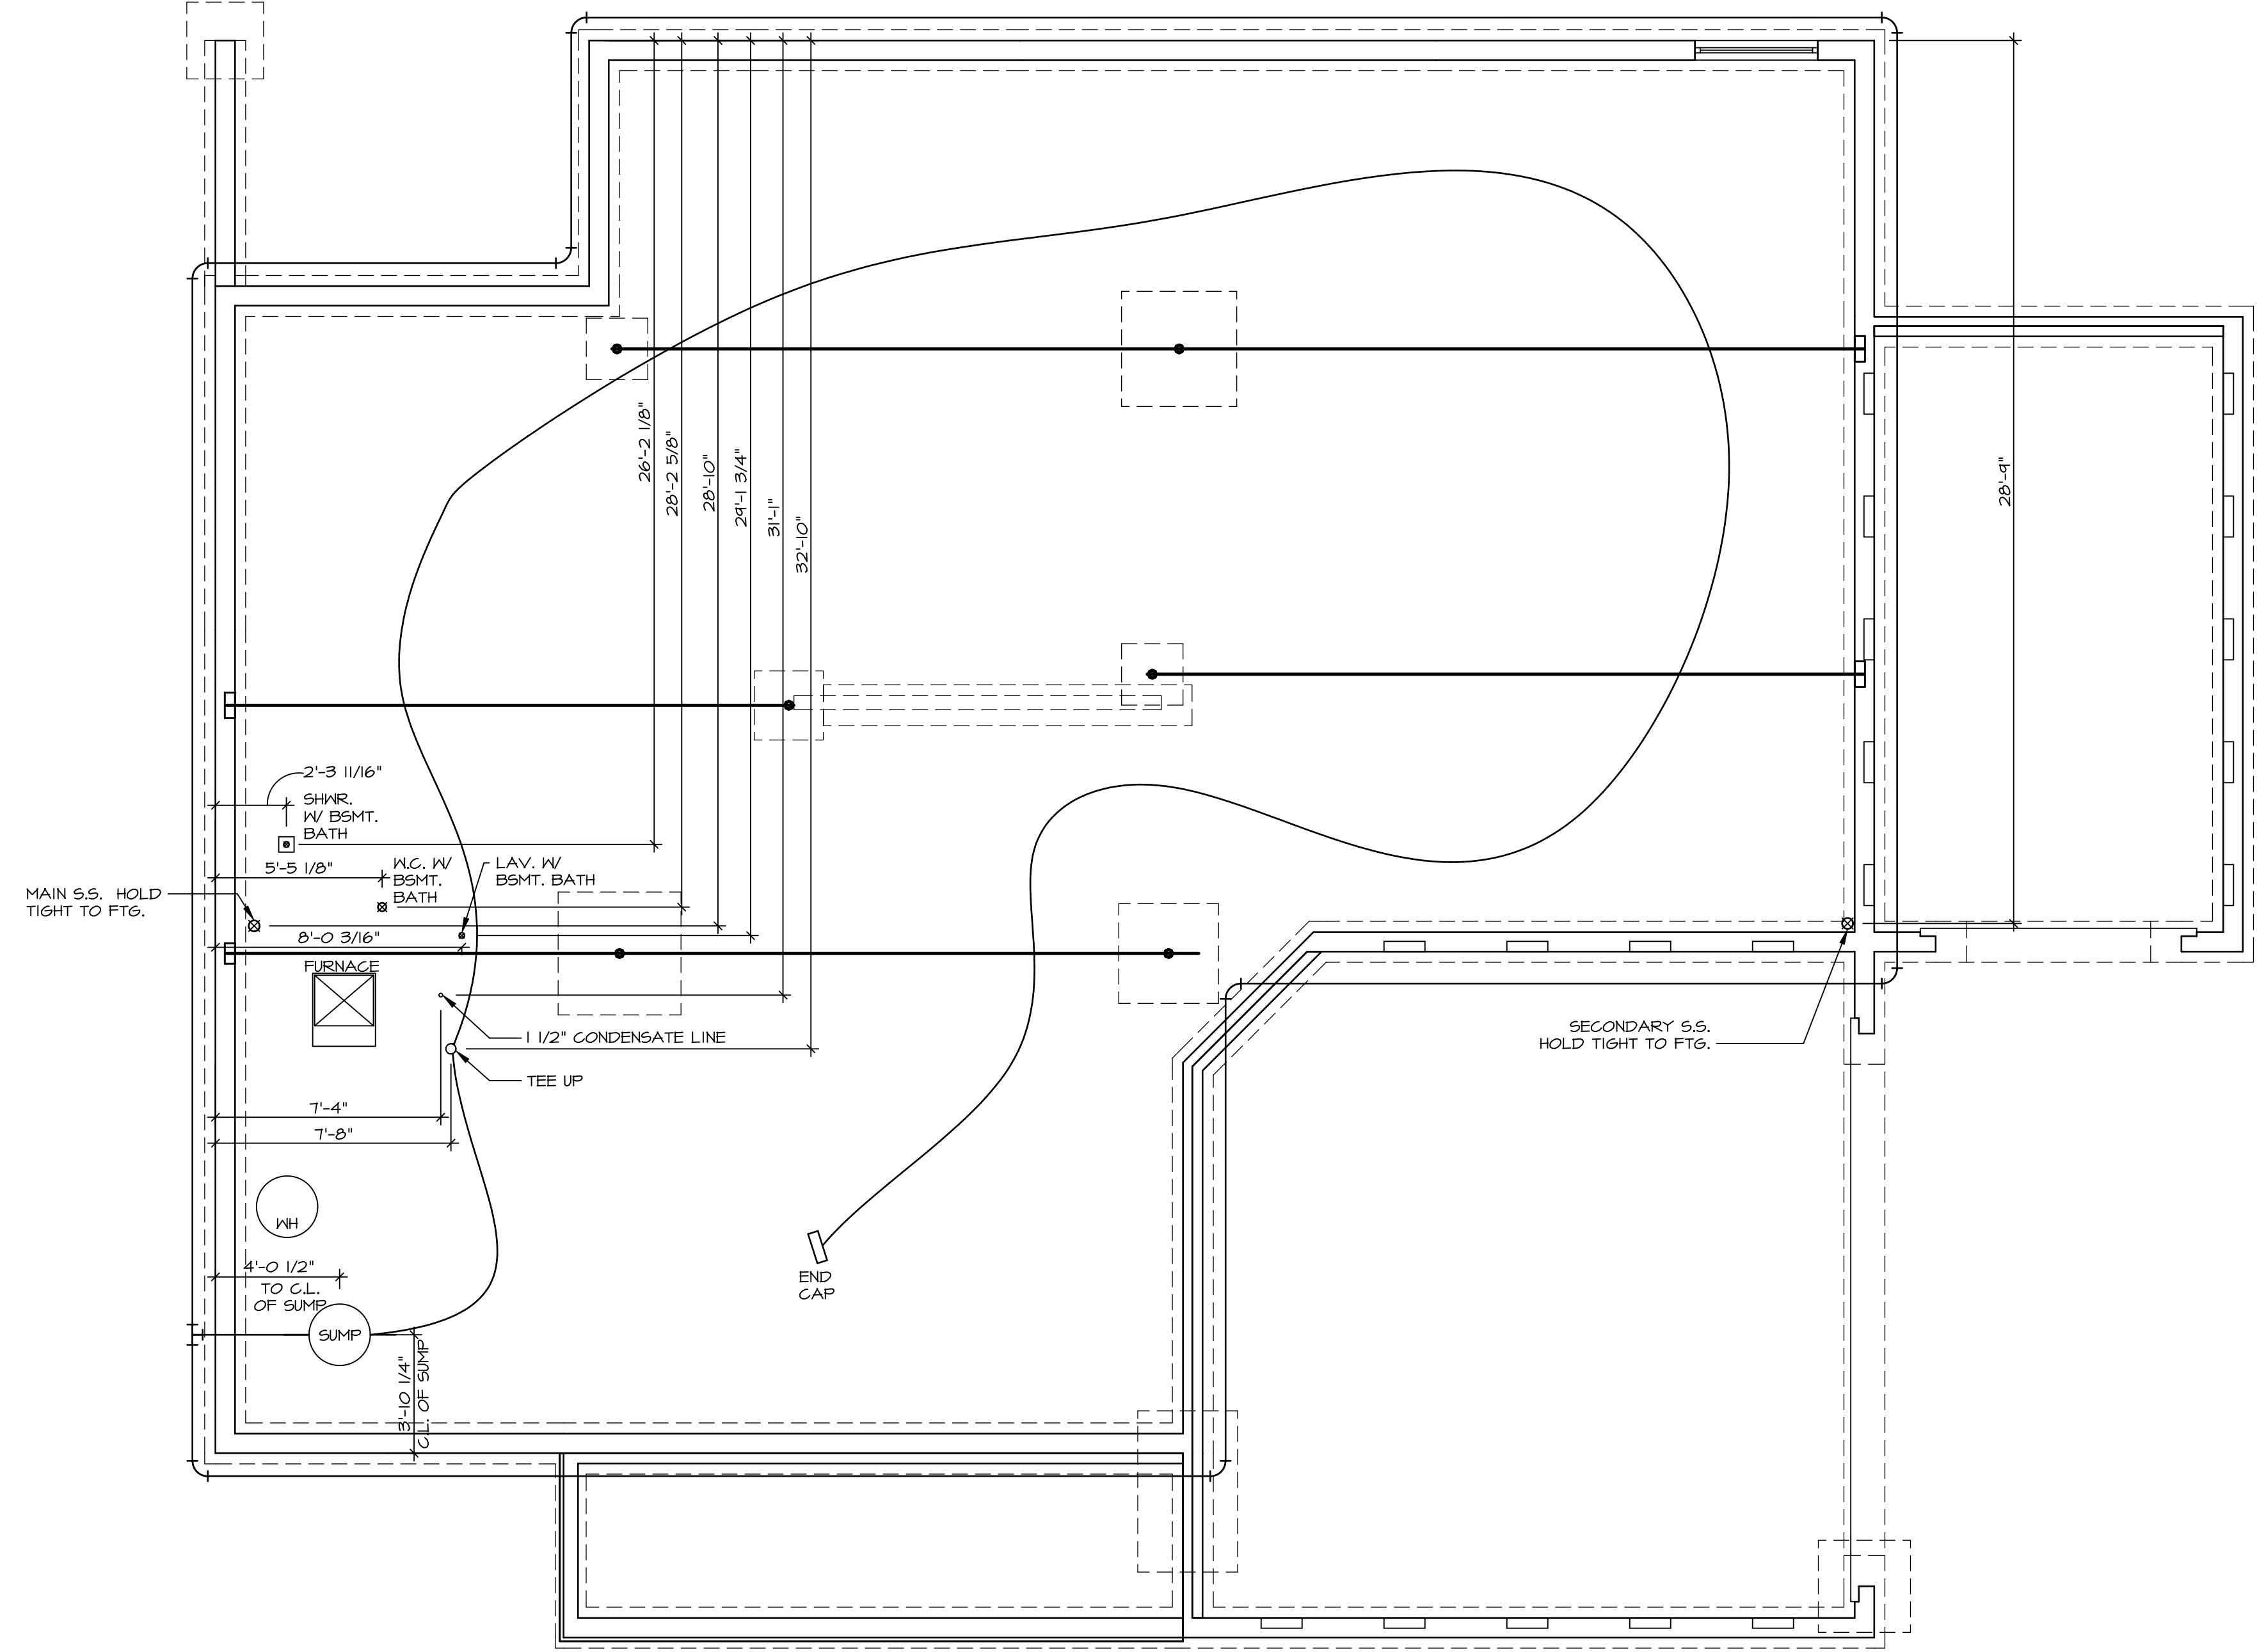 26'-2 1/8"
28'-2 5/8"
28'-10"
29'-1 3/4"
31'-1"
32'-10"
28'-9"
2'-3 11/16"
SHWR.
W/ BSMT.
BATH
5'-5 1/8"
W.C. W/
BSMT.
BATH
LAV. W/
BSMT. BATH
MAIN S.S. HOLD
TIGHT TO FTG.
8'-0 3/16"
FURNACE
1 1/2" CONDENSATE LINE
TEE UP
SECONDARY S.S.
HOLD TIGHT TO FTG.
7'-4"
7'-8"
WH
4'-0 1/2"
TO C.L.
OF SUMP
SUMP
3'-10 1/4"
C.L. OF SUMP
END
CAP